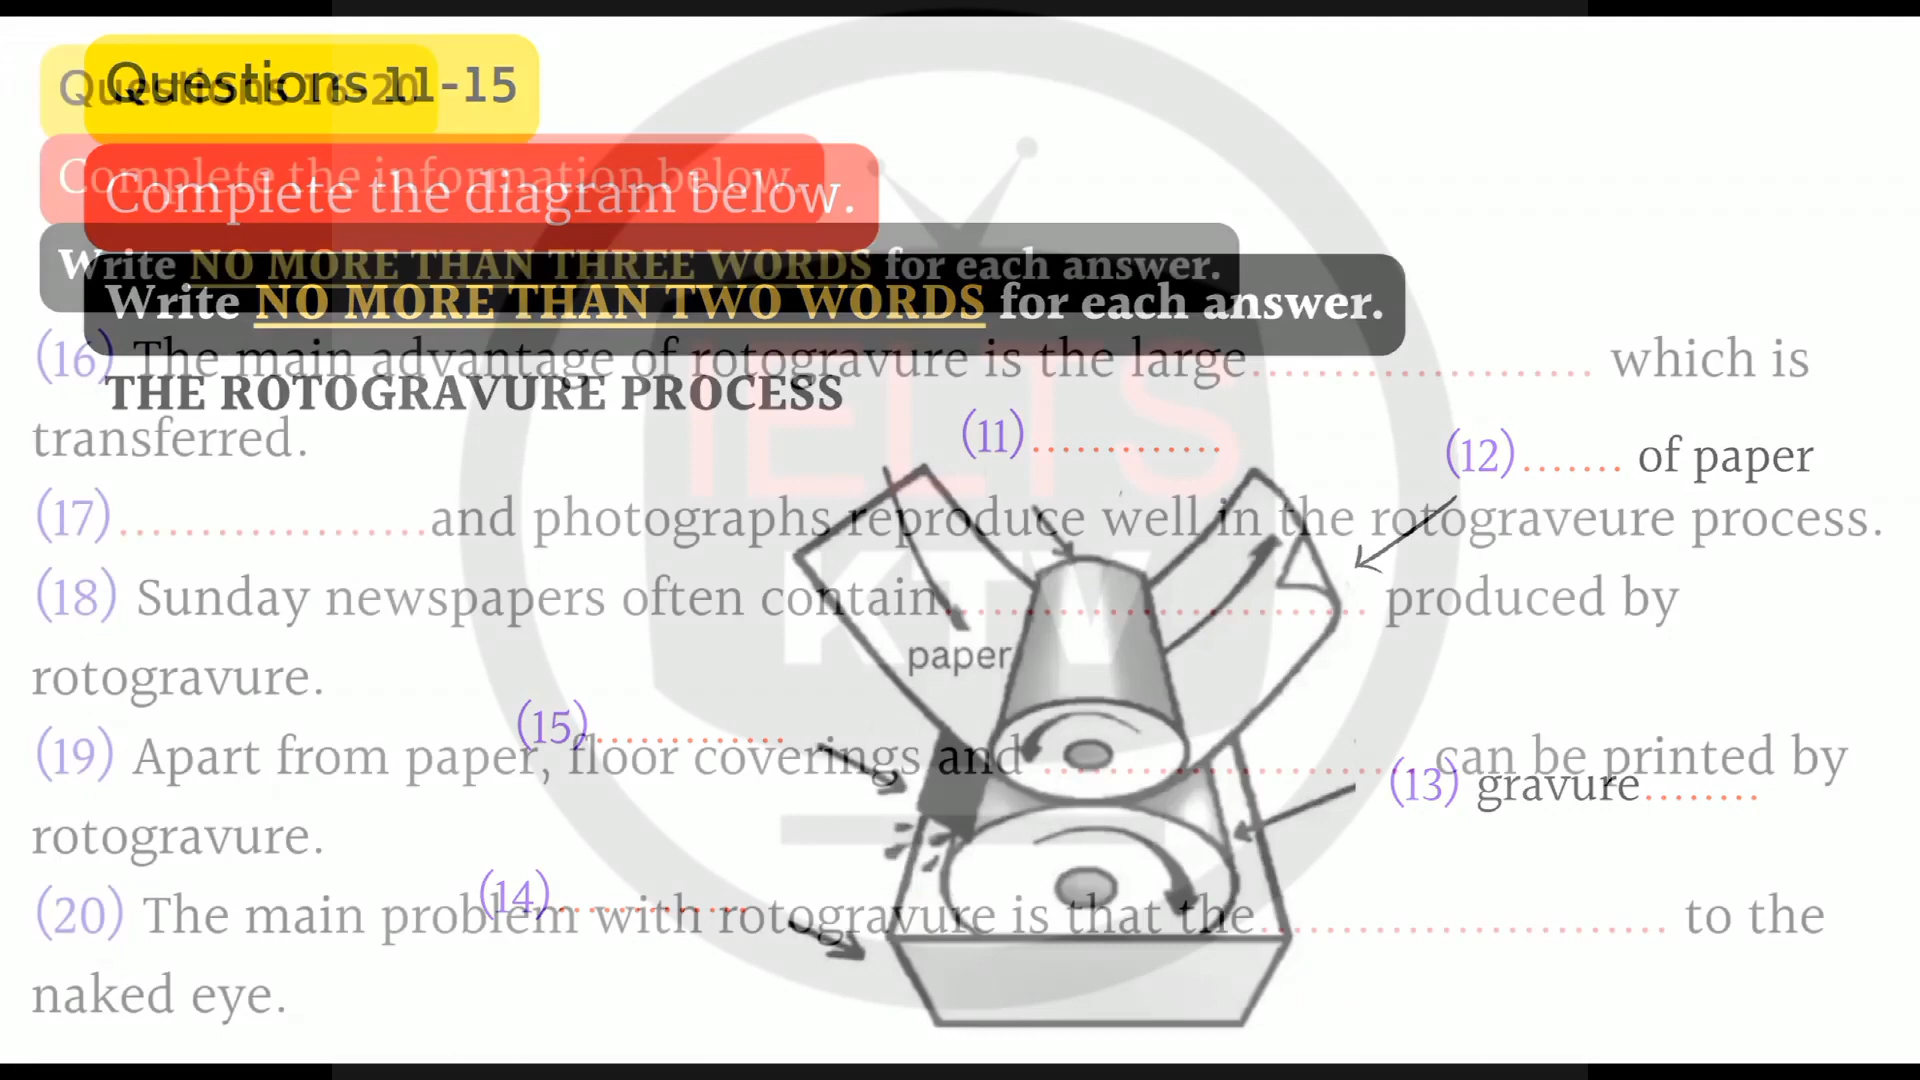 Questions 16-20
Questions 11-15
Complete the information below.
Complete the diagram below.
Write NO MORE THAN THREE WORDS for each answer.
Write NO MORE THAN TWO WORDS for each answer.
(16) The main advantage of rotogravure is the large.................... which is
transferred.
THE ROTOGRAVURE PROCESS
(11).............
(12)....... of paper
(17)..................and photographs reproduce well in the rotograveure process.
(18) Sunday newspapers often contain......................... produced by
rotogravure.
paper
(15)..............
(19) Apart from paper, floor coverings and..................... can be printed by
rotogravure.
(13) gravure........
(14).............
(20) The main problem with rotogravure is that the........................ to the
naked eye.
IELTS
KTV